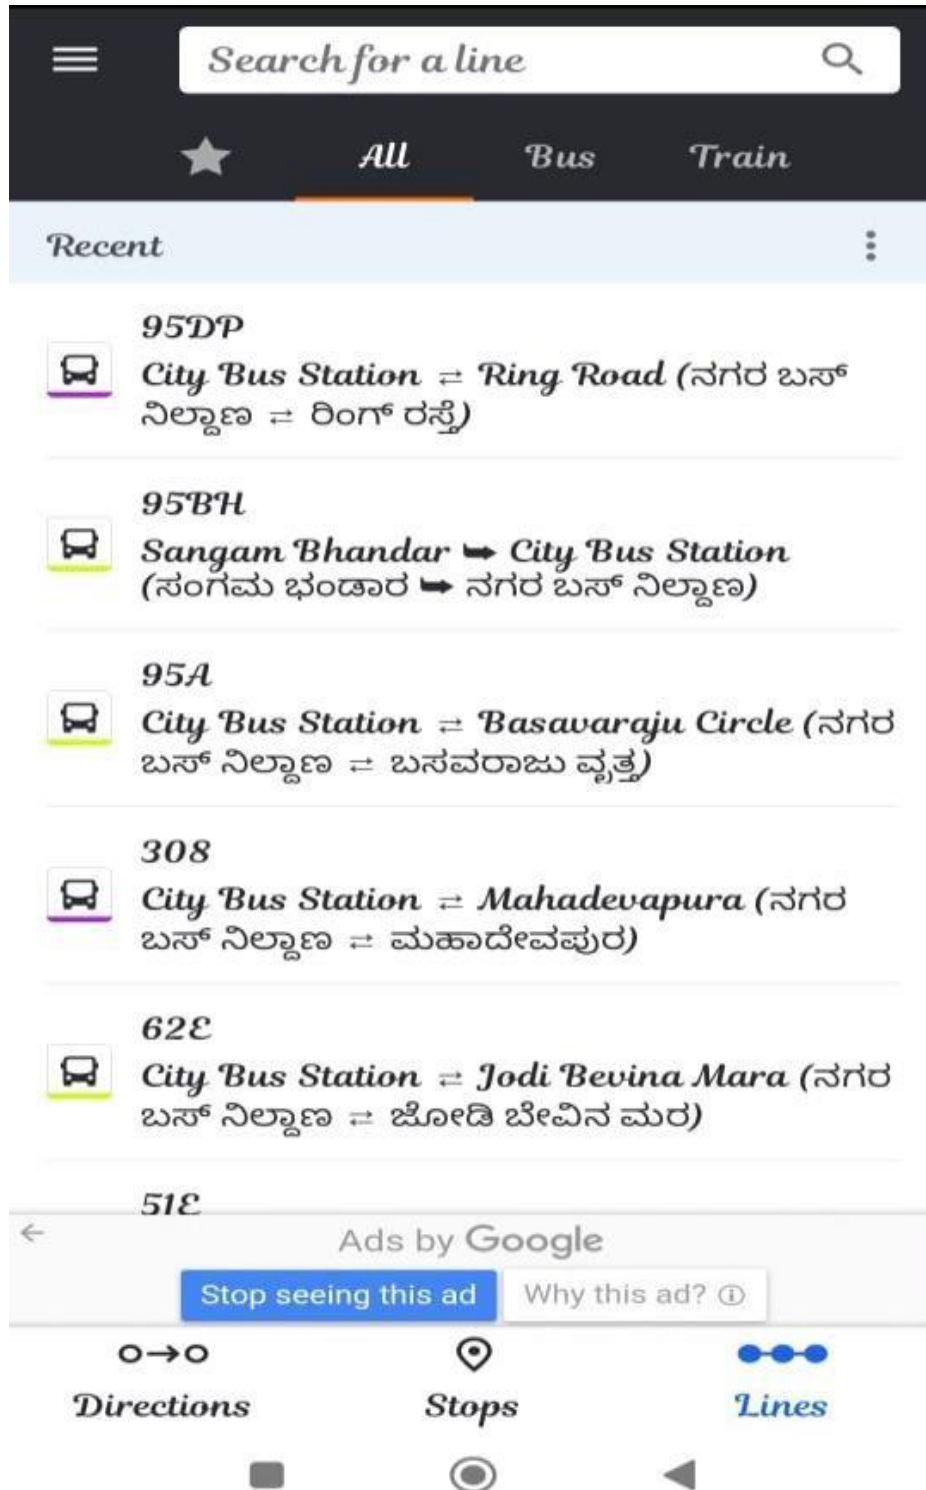 Search for a line
All Bus Train
Recent
95DP
City Bus Station ⇌ Ring Road (ನಗರ ಬಸ್
ನಿಲ್ದಾಣ ⇌ ರಿಂಗ್ ರಸ್ತೆ)
95BH
Sangam Bhandar ➥ City Bus Station
(ಸಂಗಮ ಭಂಡಾರ ➥ ನಗರ ಬಸ್ ನಿಲ್ದಾಣ)
95A
City Bus Station ⇌ Basavaraju Circle (ನಗರ
ಬಸ್ ನಿಲ್ದಾಣ ⇌ ಬಸವರಾಜು ವೃತ್ತ)
308
City Bus Station ⇌ Mahadevapura (ನಗರ
ಬಸ್ ನಿಲ್ದಾಣ ⇌ ಮಹಾದೇವಪುರ)
62E
City Bus Station ⇌ Jodi Bevina Mara (ನಗರ
ಬಸ್ ನಿಲ್ದಾಣ ⇌ ಜೋಡಿ ಬೇವಿನ ಮರ)
51E
Ads by Google
Stop seeing this ad Why this ad?
Directions Stops Lines